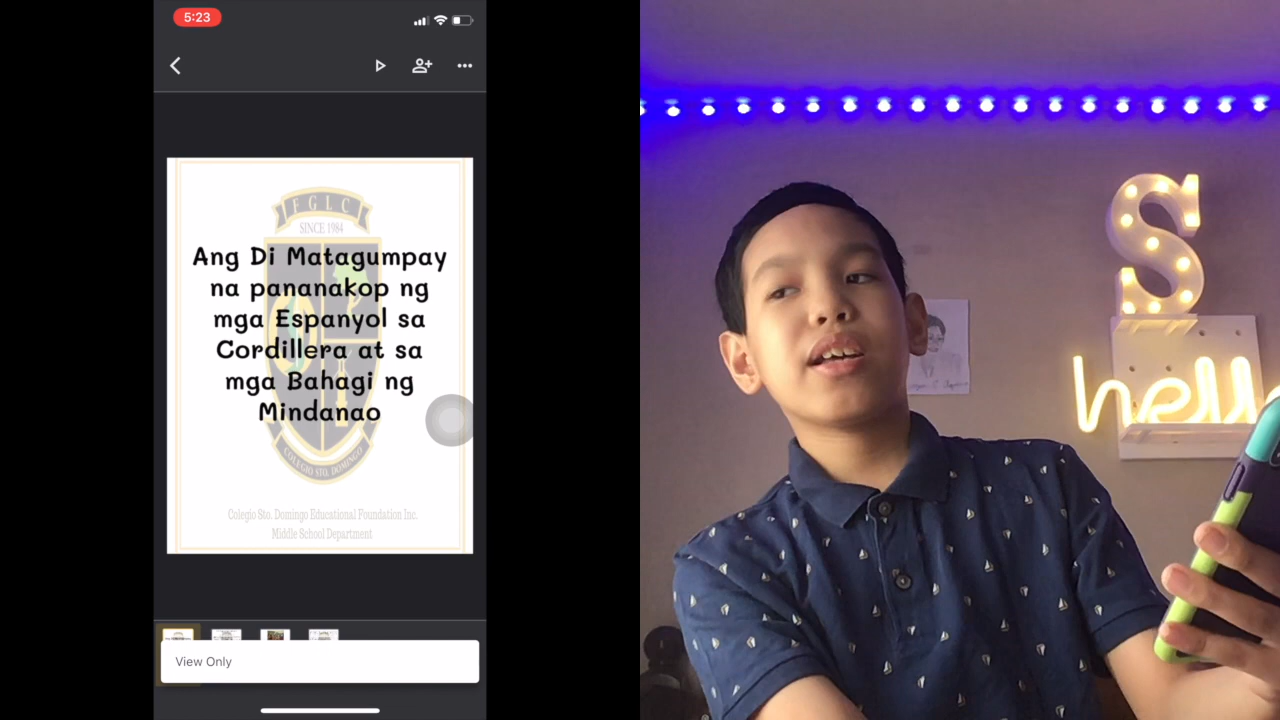 5:23
FGLC
SINCE 1984
Ang Di Matagumpay
na pananakop ng
mga Espanyol sa
Cordillera at sa
mga Bahagi ng
Mindanao
COLEGIO STO. DOMINGO
Colegio Sto. Domingo Educational Foundation Inc.
Middle School Department
View Only
S
hello